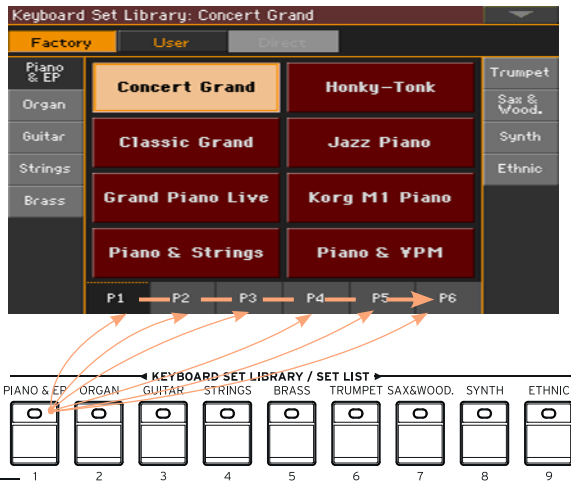 Keyboard Set Library: Concert Grand
Factory
User
Direct
Piano
& EP
Organ
Guitar
Strings
Brass
Concert Grand
Honky-Tonk
Classic Grand
Jazz Piano
Grand Piano Live
Korg M1 Piano
Piano & Strings
Piano & ¥PM
Trumpet
Sax &
Wood.
Synth
Ethnic
P1 P2 P3 P4 P5 P6
KEYBOARD SET LIBRARY / SET LIST
PIANO & EP ORGAN GUITAR STRINGS BRASS TRUMPET SAX&WOOD. SYNTH ETHNIC
1 2 3 4 5 6 7 8 9